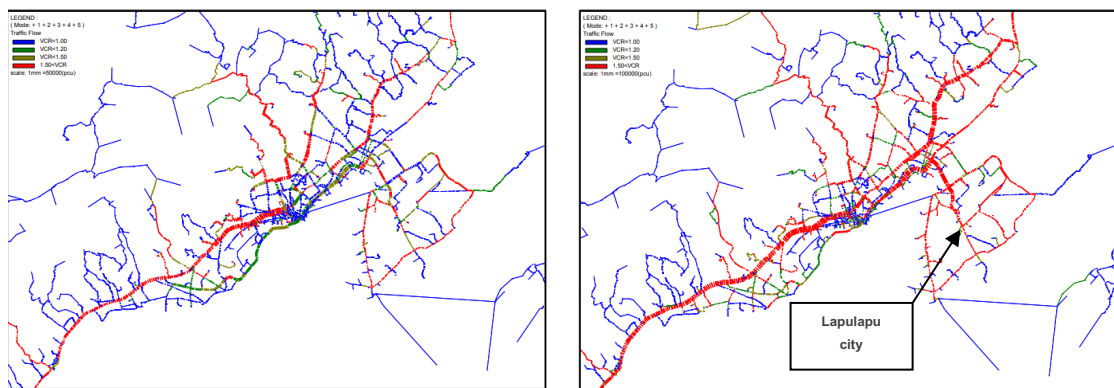 LEGEND :
( Mode: + 1 + 2 + 3 + 4 + 5 )
Traffic Flow
VCR<1.00
VCR<1.20
VCR<1.50
1.50<VCR
scale: 1mm =50000(pcu)
LEGEND :
( Mode: + 1 + 2 + 3 + 4 + 5 )
Traffic Flow
VCR<1.00
VCR<1.20
VCR<1.50
1.50<VCR
scale: 1mm =100000(pcu)
Lapulapu
city